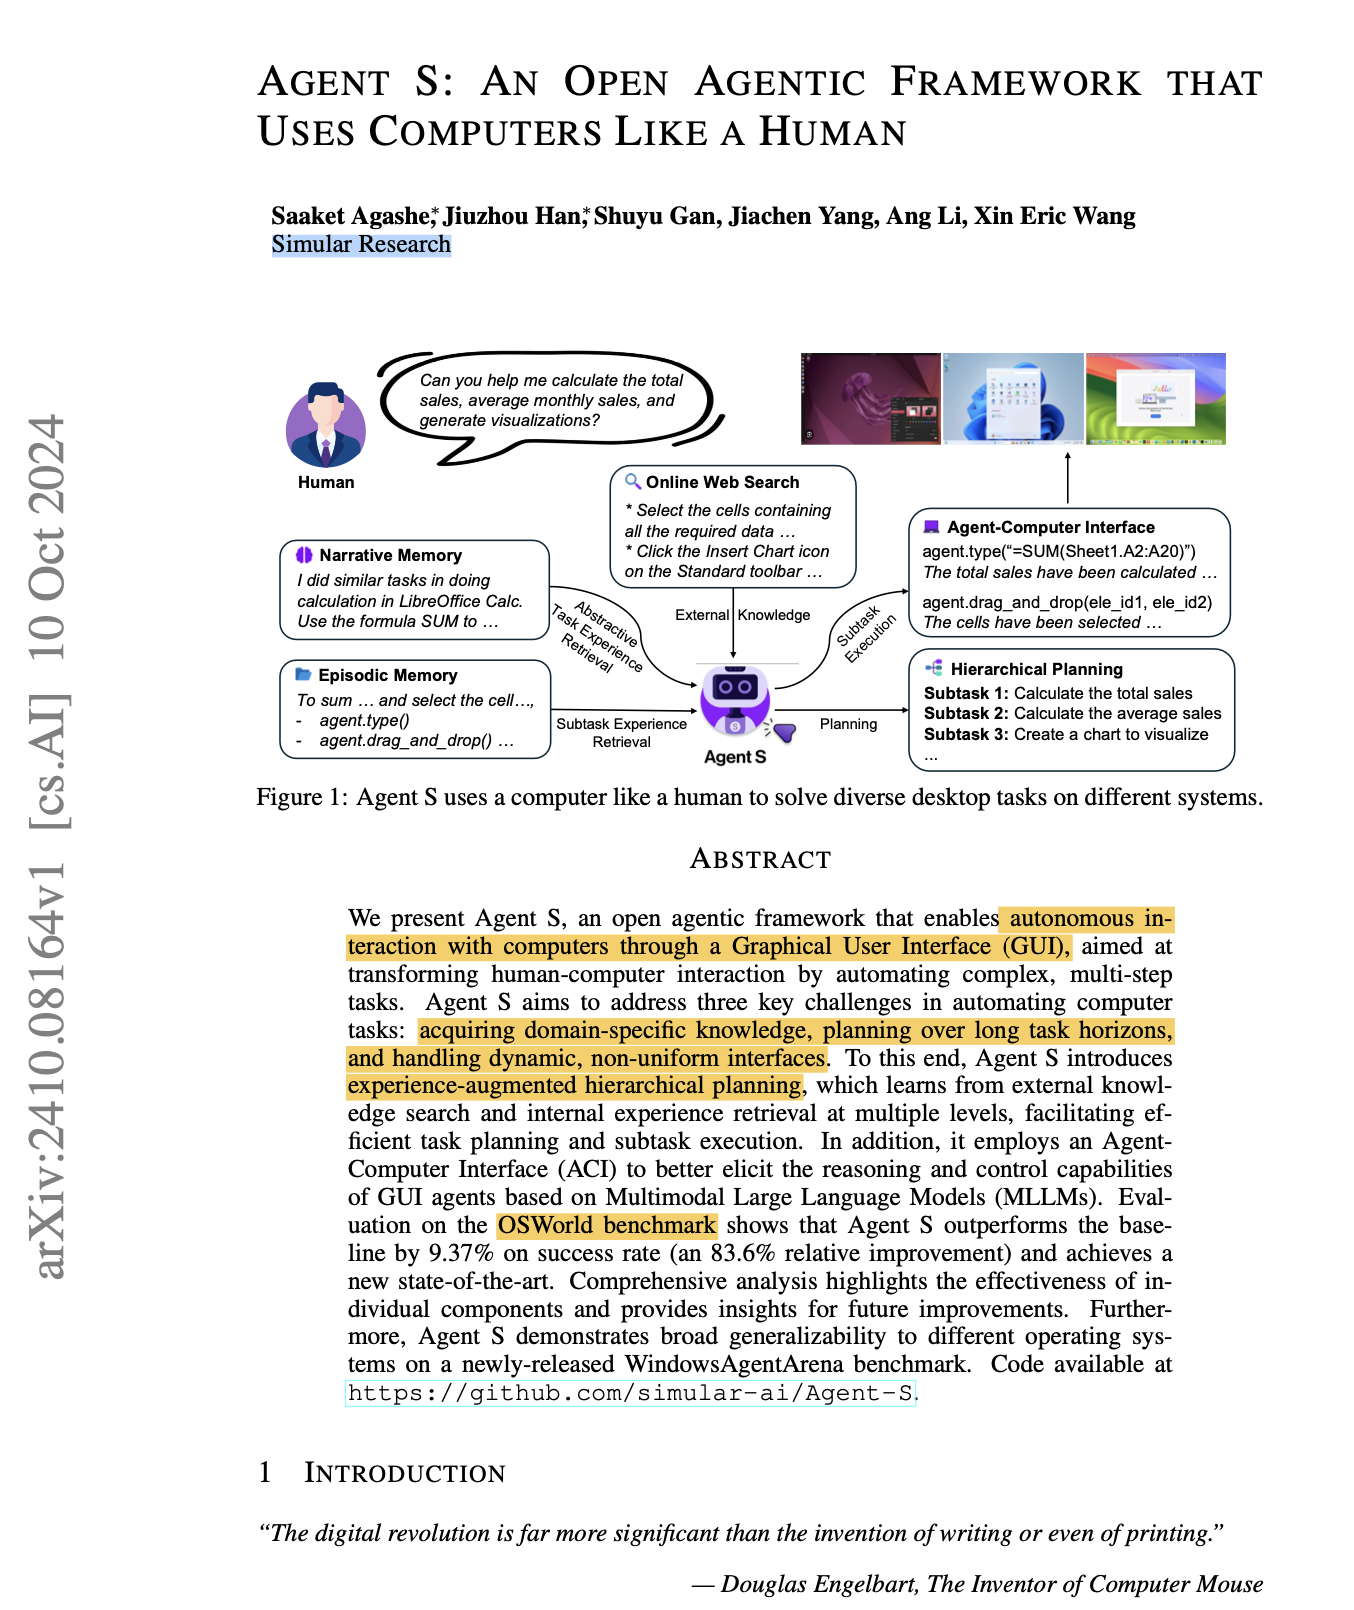 AGENT S: AN OPEN AGENTIC FRAMEWORK THAT
USES COMPUTERS LIKE A HUMAN
Saaket Agashe,* Jiuzhou Han,* Shuyu Gan, Jiachen Yang, Ang Li, Xin Eric Wang
Simular Research
arXiv:2410.08164v1 [cs.AI] 10 Oct 2024
Can you help me calculate the total
sales, average monthly sales, and
generate visualizations?
Human
Online Web Search
* Select the cells containing
all the required data …
* Click the Insert Chart icon
on the Standard toolbar …
Narrative Memory
I did similar tasks in doing
calculation in LibreOffice Calc.
Use the formula SUM to …
Episodic Memory
To sum … and select the cell…,
- agent.type()
- agent.drag_and_drop() …
Abstractive
Task Experience
Retrieval
Subtask Experience
Retrieval
External Knowledge
Subtask
Execution
Planning
Agent S
Agent-Computer Interface
agent.type(“=SUM(Sheet1.A2:A20)”)
The total sales have been calculated …
agent.drag_and_drop(ele_id1, ele_id2)
The cells have been selected …
Hierarchical Planning
Subtask 1: Calculate the total sales
Subtask 2: Calculate the average sales
Subtask 3: Create a chart to visualize
...
Figure 1: Agent S uses a computer like a human to solve diverse desktop tasks on different systems.
ABSTRACT
We present Agent S, an open agentic framework that enables autonomous in-
teraction with computers through a Graphical User Interface (GUI), aimed at
transforming human-computer interaction by automating complex, multi-step
tasks. Agent S aims to address three key challenges in automating computer
tasks: acquiring domain-specific knowledge, planning over long task horizons,
and handling dynamic, non-uniform interfaces. To this end, Agent S introduces
experience-augmented hierarchical planning, which learns from external knowl-
edge search and internal experience retrieval at multiple levels, facilitating ef-
ficient task planning and subtask execution. In addition, it employs an Agent-
Computer Interface (ACI) to better elicit the reasoning and control capabilities
of GUI agents based on Multimodal Large Language Models (MLLMs). Eval-
uation on the OSWorld benchmark shows that Agent S outperforms the base-
line by 9.37% on success rate (an 83.6% relative improvement) and achieves a
new state-of-the-art. Comprehensive analysis highlights the effectiveness of in-
dividual components and provides insights for future improvements. Further-
more, Agent S demonstrates broad generalizability to different operating sys-
tems on a newly-released WindowsAgentArena benchmark. Code available at
https://github.com/simular-ai/Agent-S.
1 INTRODUCTION
“The digital revolution is far more significant than the invention of writing or even of printing.”
— Douglas Engelbart, The Inventor of Computer Mouse